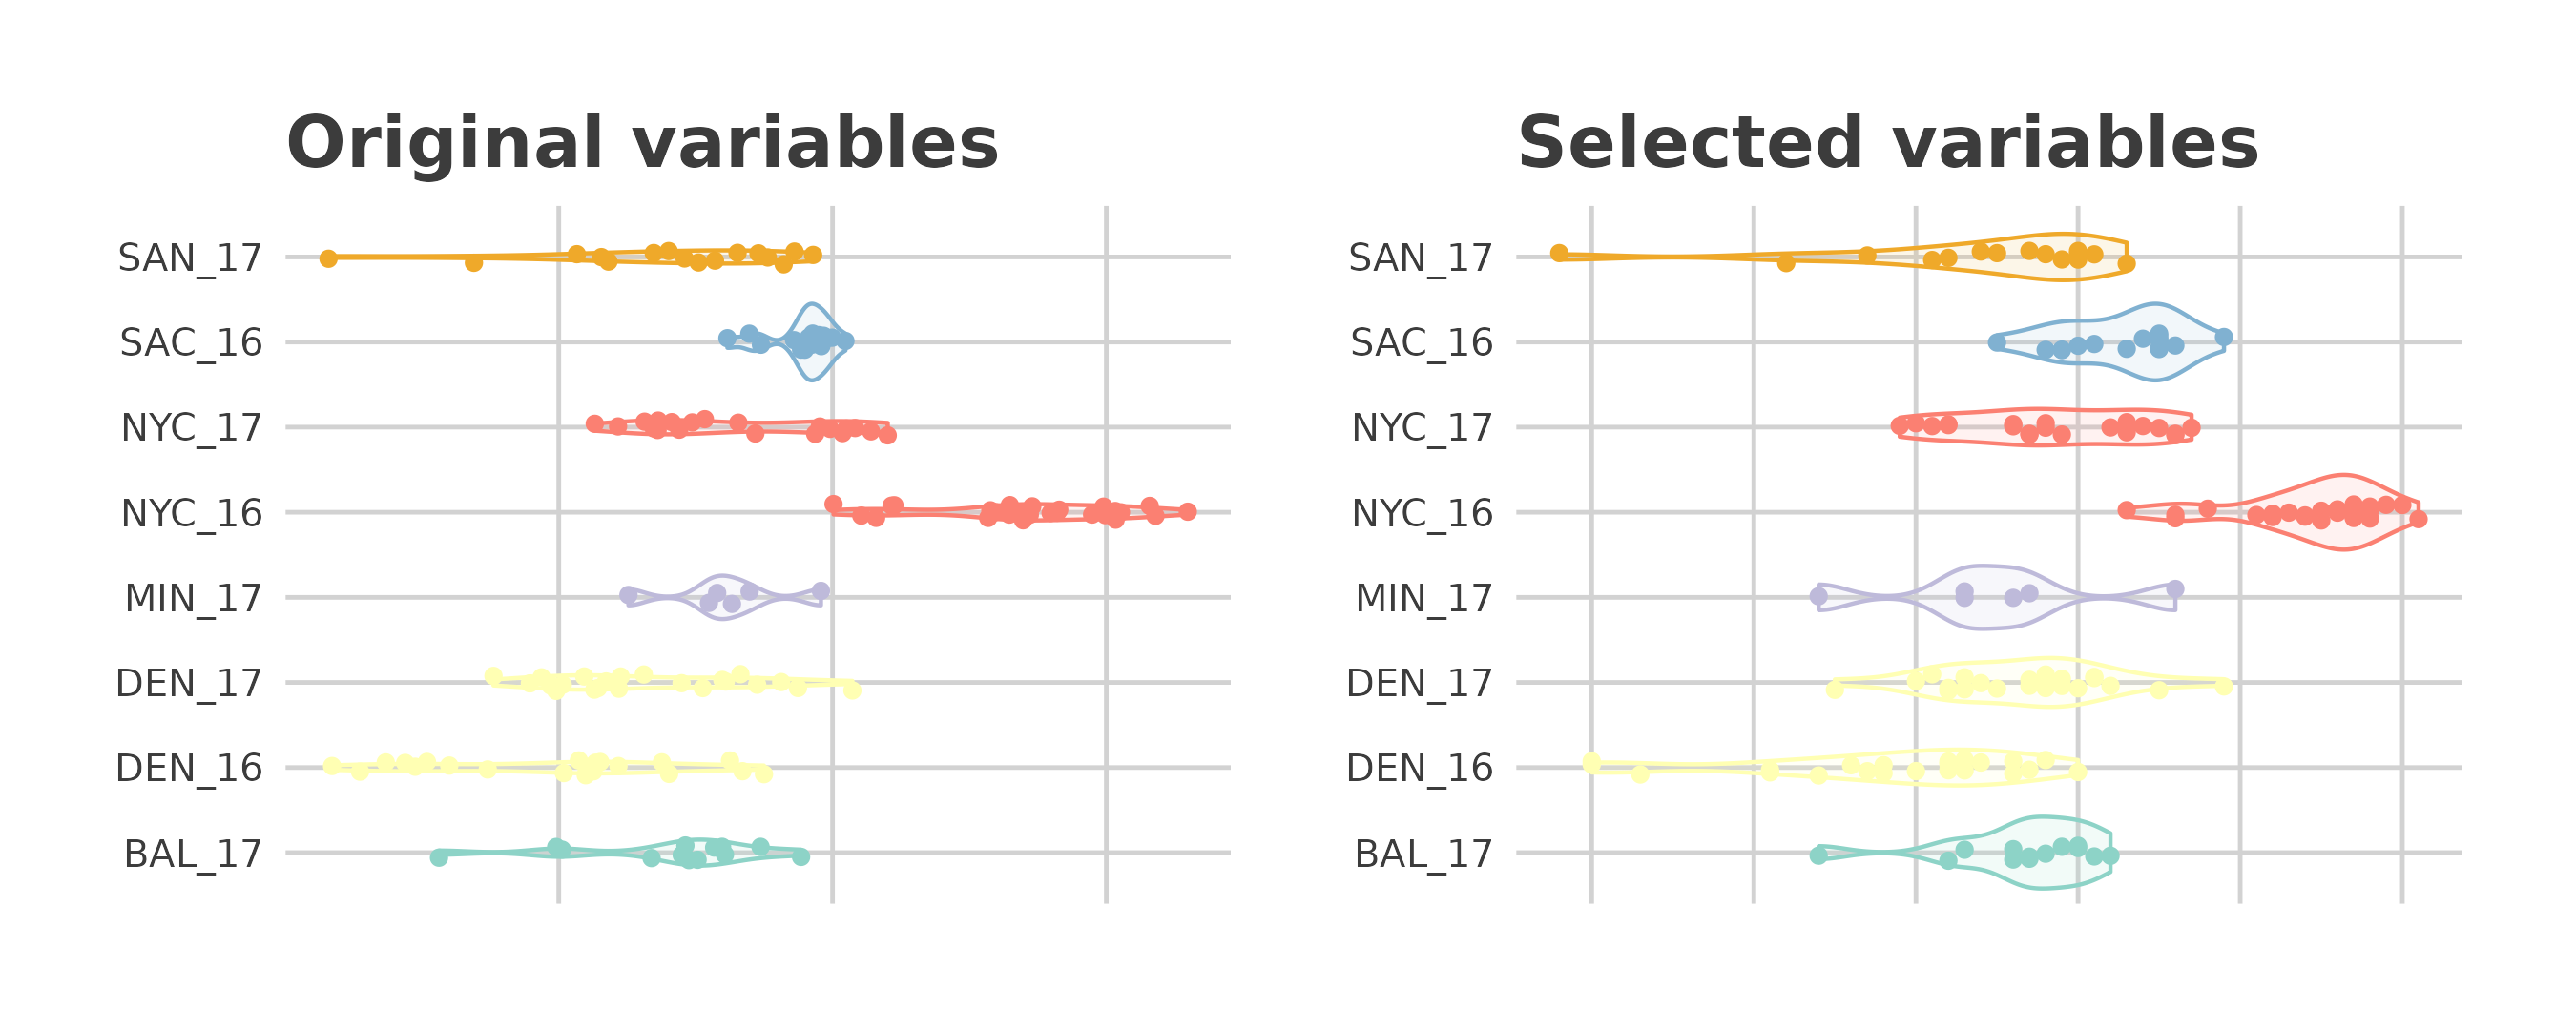 Original variables
SAN_17
SAC_16
NYC_17
NYC_16
MIN_17
DEN_17
DEN_16
BAL_17
Selected variables
SAN_17
SAC_16
NYC_17
NYC_16
MIN_17
DEN_17
DEN_16
BAL_17